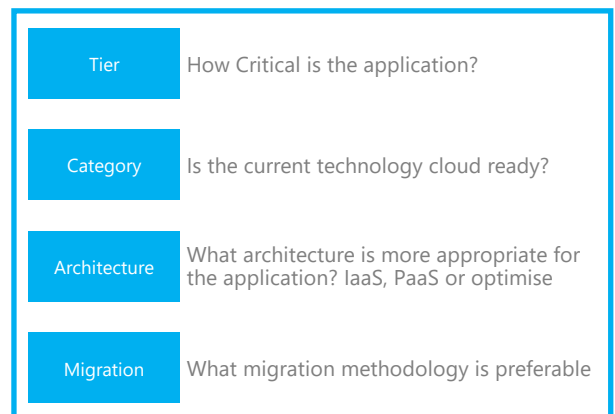 Tier
How Critical is the application?
Category
Is the current technology cloud ready?
Architecture
What architecture is more appropriate for
the application? IaaS, PaaS or optimise
Migration
What migration methodology is preferable